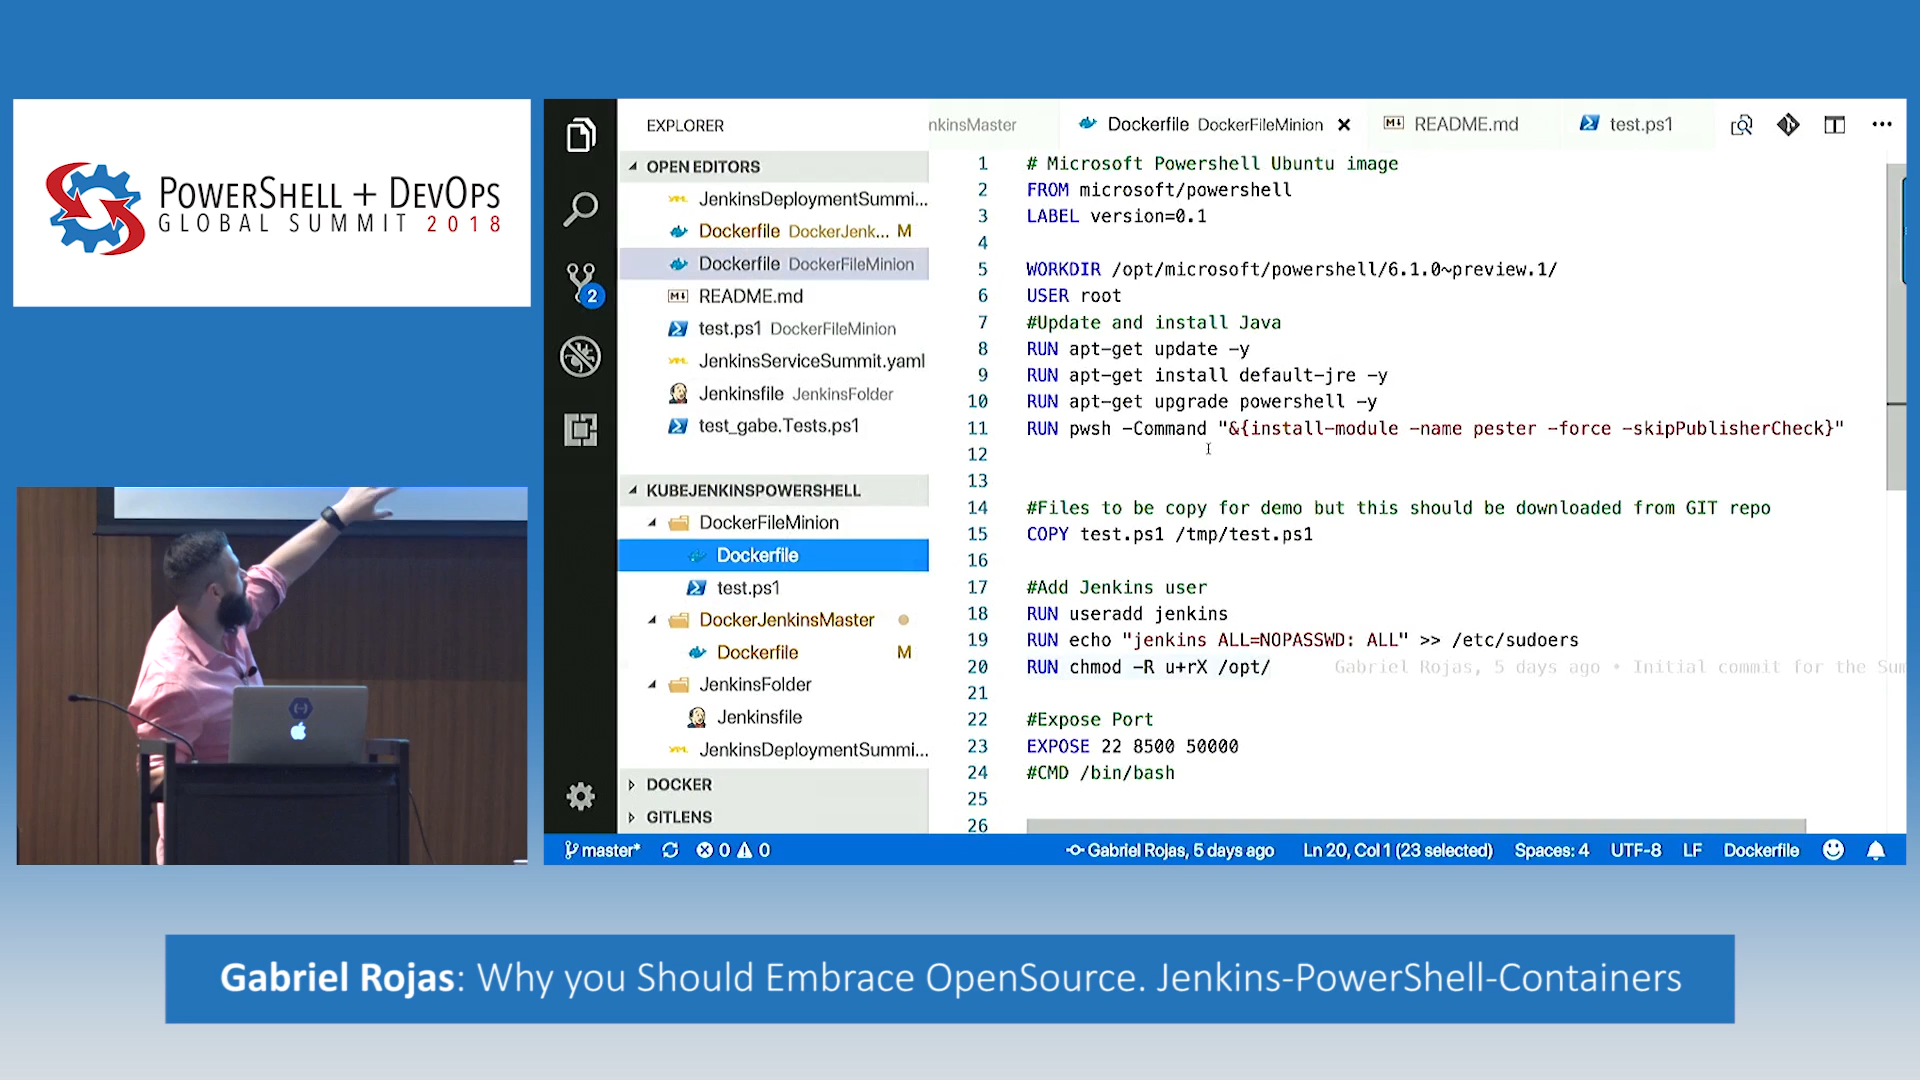 POWERSHELL + DEVOPS
GLOBAL SUMMIT 2018
EXPLORER
OPEN EDITORS
JenkinsDeploymentSummi...
Dockerfile DockerJenk... M
Dockerfile DockerFileMinion
README.md
test.ps1 DockerFileMinion
JenkinsServiceSummit.yaml
Jenkinsfile JenkinsFolder
test_gabe.Tests.ps1
KUBEJENKINSPOWERSHELL
DockerFileMinion
Dockerfile
test.ps1
DockerJenkinsMaster
Dockerfile M
JenkinsFolder
Jenkinsfile
JenkinsDeploymentSummi...
DOCKER
GITLENS
2
nkinsMaster Dockerfile DockerFileMinion README.md test.ps1
1 # Microsoft Powershell Ubuntu image
2 FROM microsoft/powershell
3 LABEL version=0.1
4
5 WORKDIR /opt/microsoft/powershell/6.1.0~preview.1/
6 USER root
7 #Update and install Java
8 RUN apt-get update -y
9 RUN apt-get install default-jre -y
10 RUN apt-get upgrade powershell -y
11 RUN pwsh -Command "&{install-module -name pester -force -skipPublisherCheck}"
12
13
14 #Files to be copy for demo but this should be downloaded from GIT repo
15 COPY test.ps1 /tmp/test.ps1
16
17 #Add Jenkins user
18 RUN useradd jenkins
19 RUN echo "jenkins ALL=NOPASSWD: ALL" >> /etc/sudoers
20 RUN chmod -R u+rX /opt/ Gabriel Rojas, 5 days ago • Initial commit for the Sum
21
22 #Expose Port
23 EXPOSE 22 8500 50000
24 #CMD /bin/bash
25
26
master* 0 0 Gabriel Rojas, 5 days ago Ln 20, Col 1 (23 selected) Spaces: 4 UTF-8 LF Dockerfile
Gabriel Rojas: Why you Should Embrace OpenSource. Jenkins-PowerShell-Containers